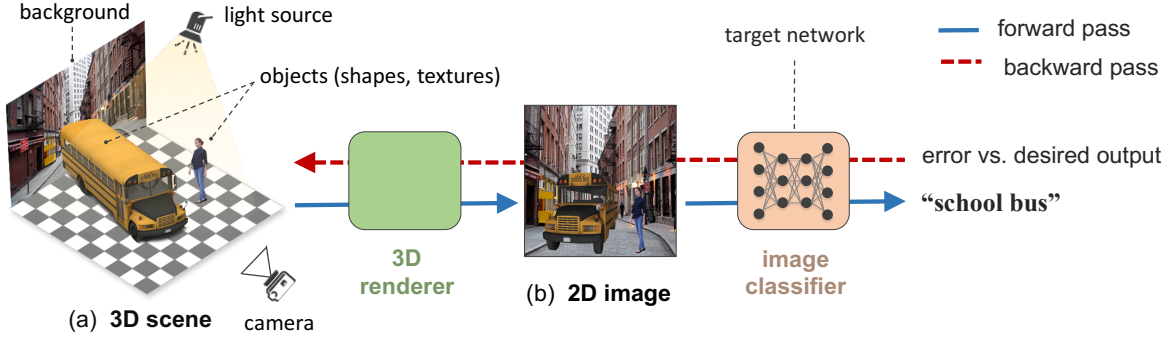 background
light source
objects (shapes, textures)
target network
forward pass
backward pass
error vs. desired output
“school bus”
3D
renderer
image
classifier
(a) 3D scene
camera
(b) 2D image